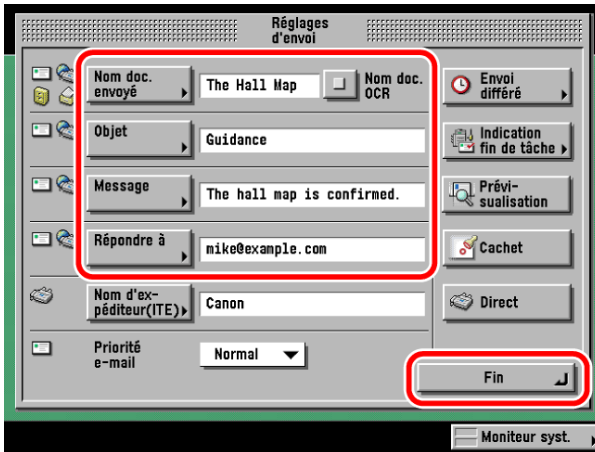 Réglages
d'envoi
Nom doc.
envoyé
The Hall Map
Nom doc.
OCR
Envoi
différé
Objet
Guidance
Indication
fin de tâche
Message
The hall map is confirmed.
Prévi-
sualisation
Répondre à
mike@example.com
Cachet
Nom d'ex-
péditeur(ITE)
Canon
Direct
Priorité
e-mail
Normal
Fin
Moniteur syst.